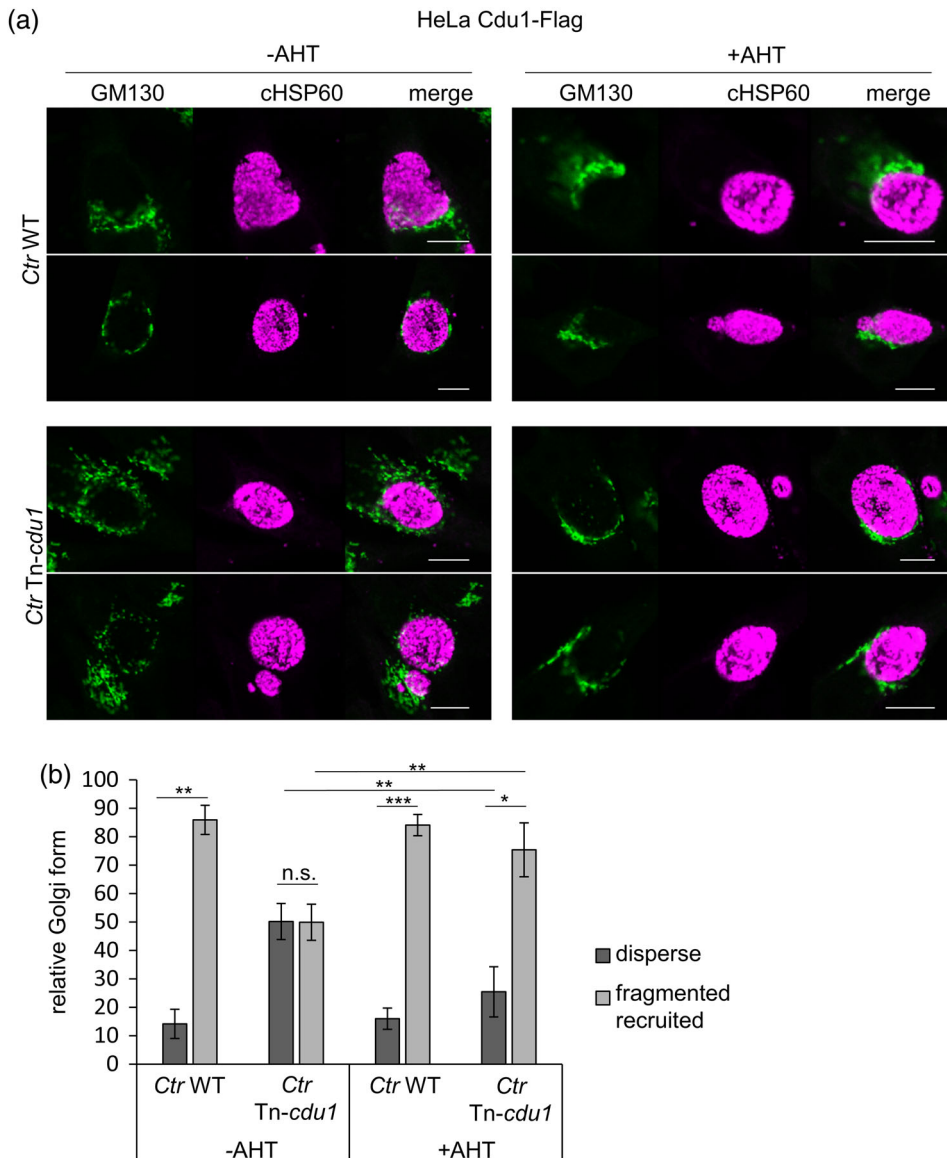 (a)
HeLa Cdu1-Flag
-AHT
+AHT
GM130 cHSP60 merge
GM130 cHSP60 merge
Ctr WT
Ctr Tn-cdu1
(b)
relative Golgi form
100
90
80
70
60
50
40
30
20
10
0
**
n.s.
**
**
***
*
Ctr WT
Ctr
Tn-cdu1
Ctr WT
Ctr
Tn-cdu1
-AHT
+AHT
disperse
fragmented
recruited